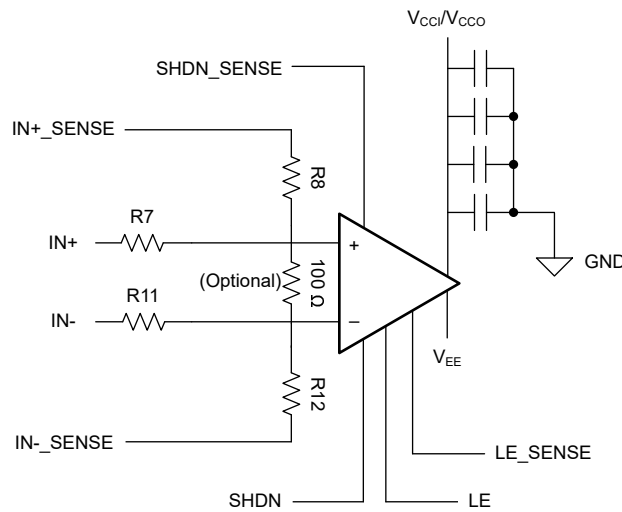 V_CCI/V_CCO
SHDN_SENSE
IN+_SENSE
R8
R7
IN+
+
(Optional)
100 Ω
GND
R11
IN-
−
V_EE
R12
IN-_SENSE
LE_SENSE
SHDN
LE